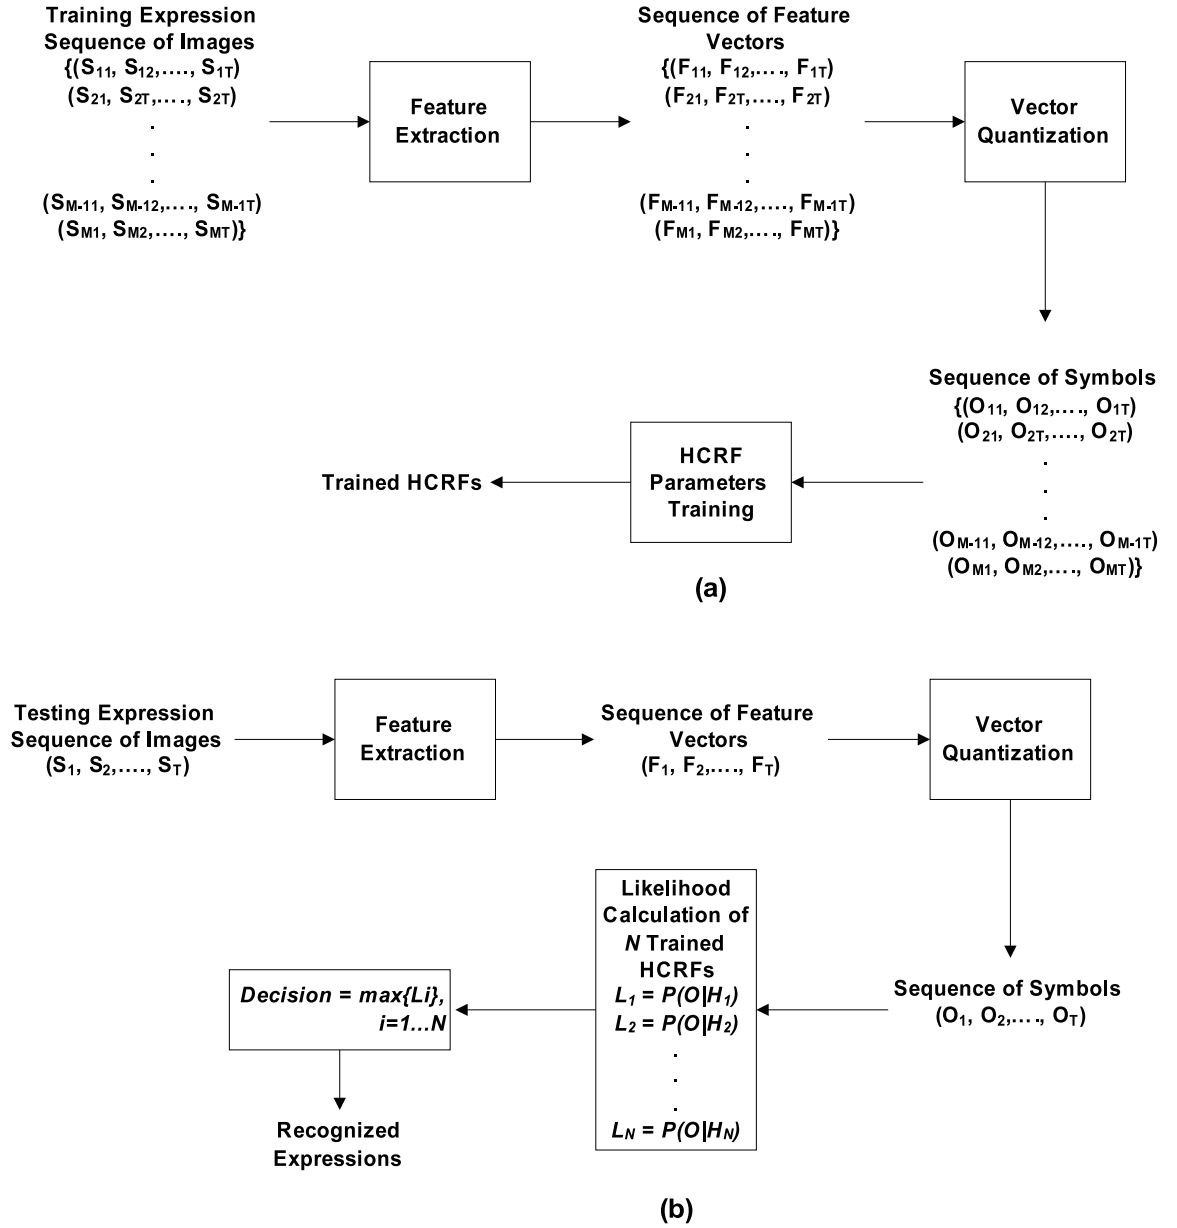 Training Expression
Sequence of Images
{(S11, S12,...., S1T)
(S21, S2T,...., S2T)
.
.
.
(SM-11, SM-12,...., SM-1T)
(SM1, SM2,...., SMT)}
Feature
Extraction
Sequence of Feature
Vectors
{(F11, F12,...., F1T)
(F21, F2T,...., F2T)
.
.
.
(FM-11, FM-12,...., FM-1T)
(FM1, FM2,...., FMT)}
Vector
Quantization
Sequence of Symbols
{(O11, O12,...., O1T)
(O21, O2T,...., O2T)
.
.
.
(OM-11, OM-12,...., OM-1T)
(OM1, OM2,...., OMT)}
HCRF
Parameters
Training
Trained HCRFs
(a)
Testing Expression
Sequence of Images
(S1, S2,...., ST)
Feature
Extraction
Sequence of Feature
Vectors
(F1, F2,...., FT)
Vector
Quantization
Sequence of Symbols
(O1, O2,...., OT)
Likelihood
Calculation of
N Trained
HCRFs
L1 = P(O|H1)
L2 = P(O|H2)
.
.
.
LN = P(O|HN)
Decision = max{Li},
i=1...N
Recognized
Expressions
(b)